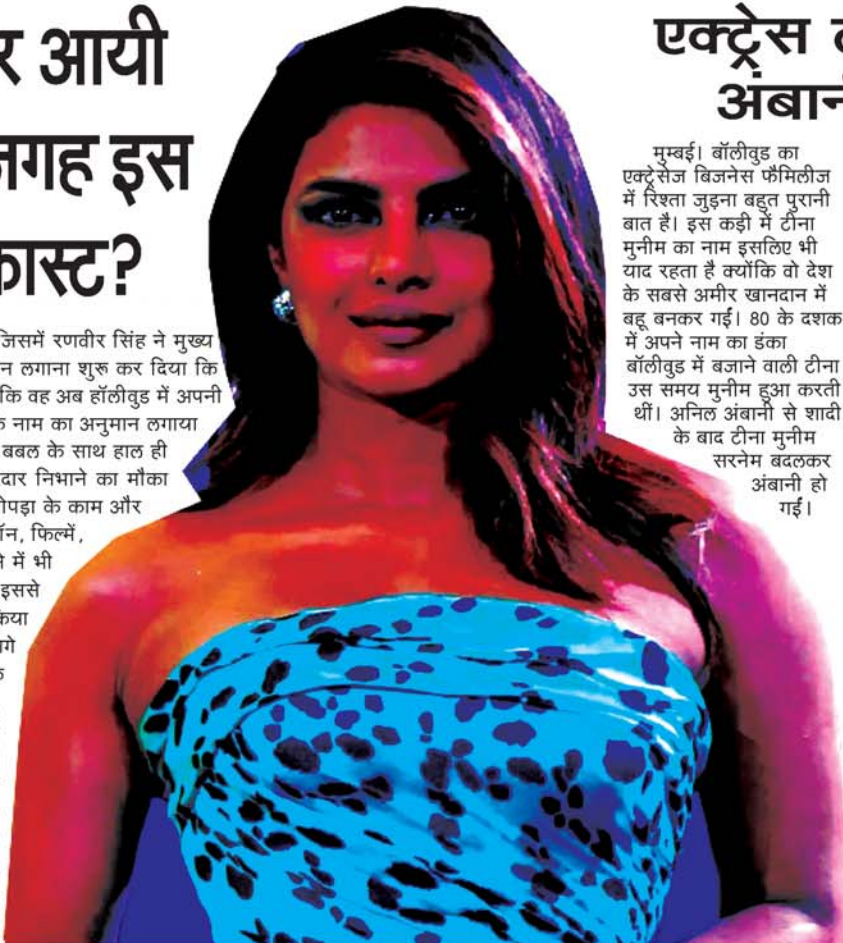 र आयी
जगह इस
कास्ट?
जिसमें रणवीर सिंह ने मुख्य
न लगाना शुरू कर दिया कि
कि वह अब हॉलीवुड में अपनी
नाम का अनुमान लगाया
बबल के साथ हाल ही
दार निभाने का मौका
ोपड़ा के काम और
न, फिल्में,
में भी
इससे
एक्ट्रेस
अंबानी
मुम्बई। बॉलीवुड का
एक्ट्रेसेज बिजनेस फैमिलीज
में रिश्ता जुड़ना बहुत पुरानी
बात है। इस कड़ी में टीना
मुनीम का नाम इसलिए भी
याद रहता है क्योंकि वो देश
के सबसे अमीर खानदान में
बहू बनकर गईं। 80 के दशक
में अपने नाम का डंका
बॉलीवुड में बजाने वाली टीना
उस समय मुनीम हुआ करती
थीं। अनिल अंबानी से शादी
के बाद टीना मुनीम
सरनेम बदलकर
अंबानी हो
गईं।